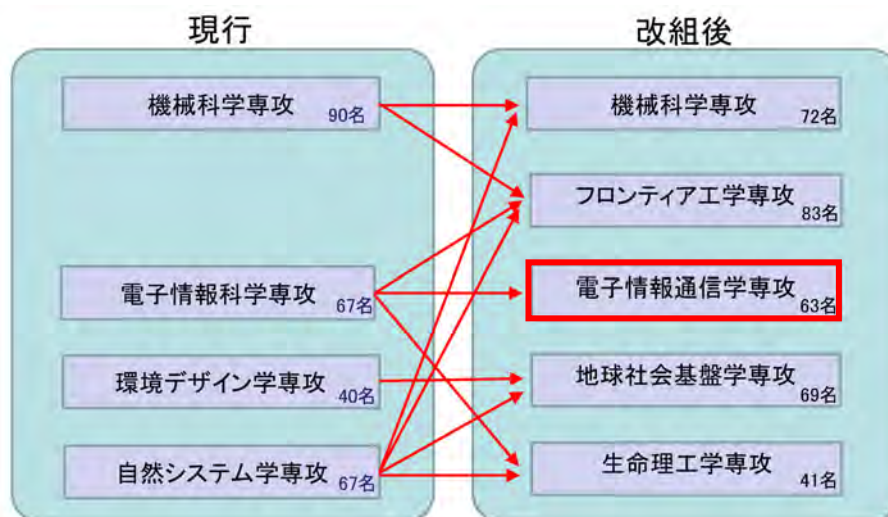 現行
機械科学専攻
90名
電子情報科学専攻
67名
環境デザイン学専攻
40名
自然システム学専攻
67名
改組後
機械科学専攻
72名
フロンティア工学専攻
83名
電子情報通信学専攻
63名
地球社会基盤学専攻
69名
生命理工学専攻
41名